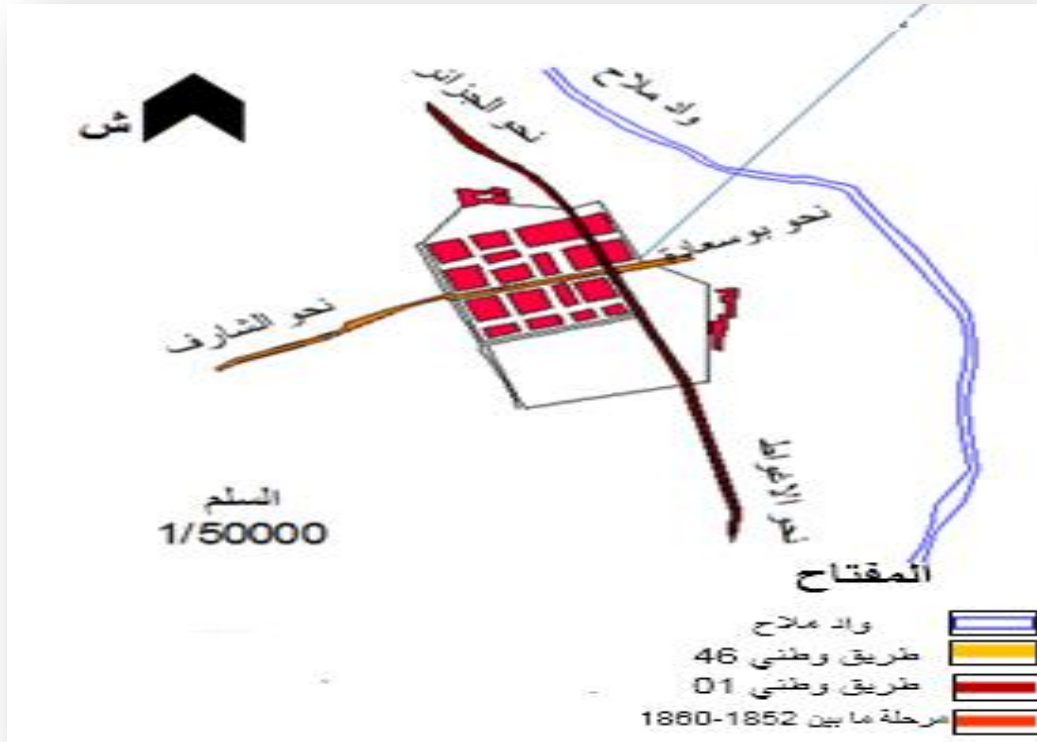 ش
نحو الجزائر
واد ملاح
نحو بوسعادة
نحو الشارف
نحو الاغواط
السلم
1/50000
المفتاح
واد ملاح
طريق وطني 46
طريق وطني 01
مرحلة ما بين 1852-1860